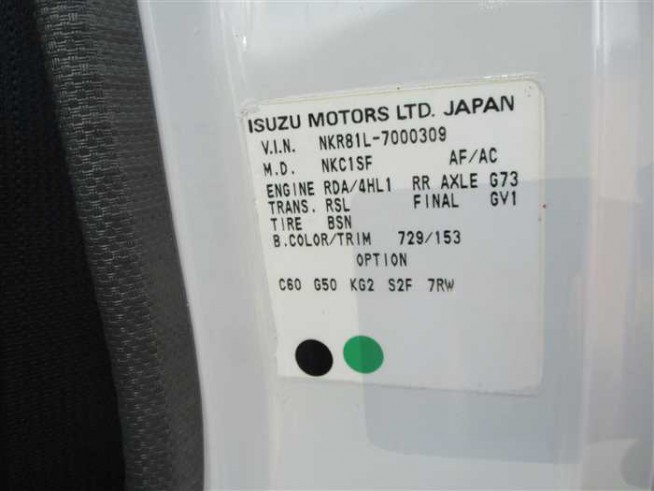 ISUZU MOTORS LTD. JAPAN
V.I.N. NKR81L-7000309
M.D. NKC1SF AF/AC
ENGINE RDA/4HL1 RR AXLE G73
TRANS. RSL FINAL GV1
TIRE BSN
B.COLOR/TRIM 729/153
OPTION
C60 G50 KG2 S2F 7RW